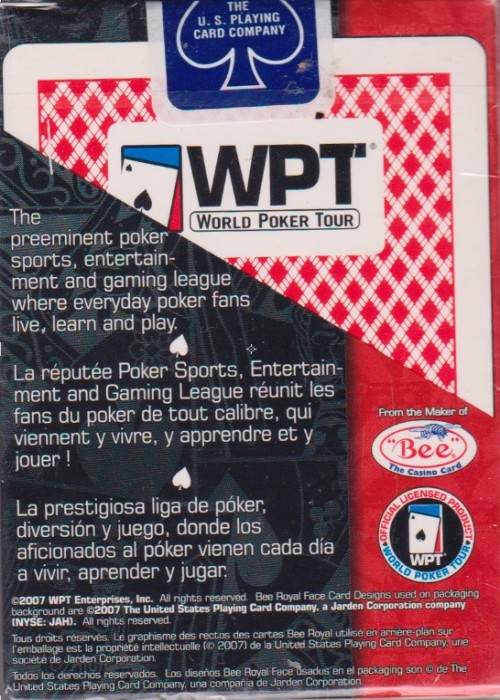 THE
U. S. PLAYING
CARD COMPANY
WPT®
WORLD POKER TOUR
The
preeminent poker
sports, entertain-
ment and gaming league
where everyday poker fans
live, learn and play.
La réputée Poker Sports, Entertain-
ment and Gaming League réunit les
fans du poker de tout calibre, qui
viennent y vivre, y apprendre et y
jouer !
From the Maker of
"Bee"®
The Casino Card
La prestigiosa liga de póker,
diversión y juego, donde los
aficionados al póker vienen cada día
a vivir, aprender y jugar.
OFFICIAL LICENSED PRODUCT
WPT
WORLD POKER TOUR
©2007 WPT Enterprises, Inc. All rights reserved. Bee Royal Face Card Designs used on packaging
background are ©2007 The United States Playing Card Company, a Jarden Corporation company
(NYSE: JAH). All rights reserved.
Tous droits réservés. Le graphisme des rectos des cartes Bee Royal utilisé en arrière-plan sur
l'emballage est la propriété intellectuelle (© 2007) de la United States Playing Card Company, une
société de Jarden Corporation.
Todos los derechos reservados. Los diseños Bee Royal Face usados en el packaging son © de The
United States Playing Card Company, una compañía de Jarden Corporation.